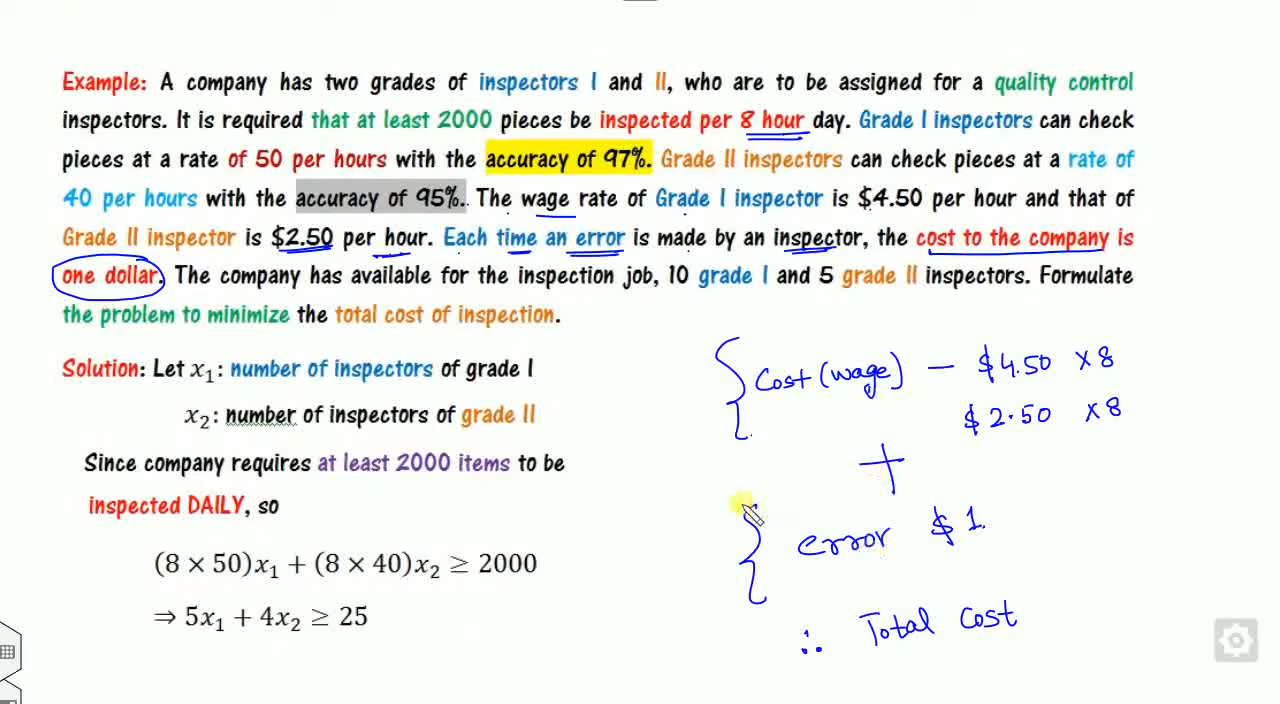 Example: A company has two grades of inspectors I and II, who are to be assigned for a quality control
inspectors. It is required that at least 2000 pieces be inspected per 8 hour day. Grade I inspectors can check
pieces at a rate of 50 per hours with the accuracy of 97%. Grade II inspectors can check pieces at a rate of
40 per hours with the accuracy of 95%. The wage rate of Grade I inspector is $4.50 per hour and that of
Grade II inspector is $2.50 per hour. Each time an error is made by an inspector, the cost to the company is
one dollar. The company has available for the inspection job, 10 grade I and 5 grade II inspectors. Formulate
the problem to minimize the total cost of inspection.
Solution: Let x₁: number of inspectors of grade I
x₂: number of inspectors of grade II
Since company requires at least 2000 items to be
inspected DAILY, so
(8 × 50)x₁ + (8 × 40)x₂ ≥ 2000
⇒ 5x₁ + 4x₂ ≥ 25
Cost (wage) — $4.50 × 8
$2.50 × 8
+
error $1.
∴ Total cost